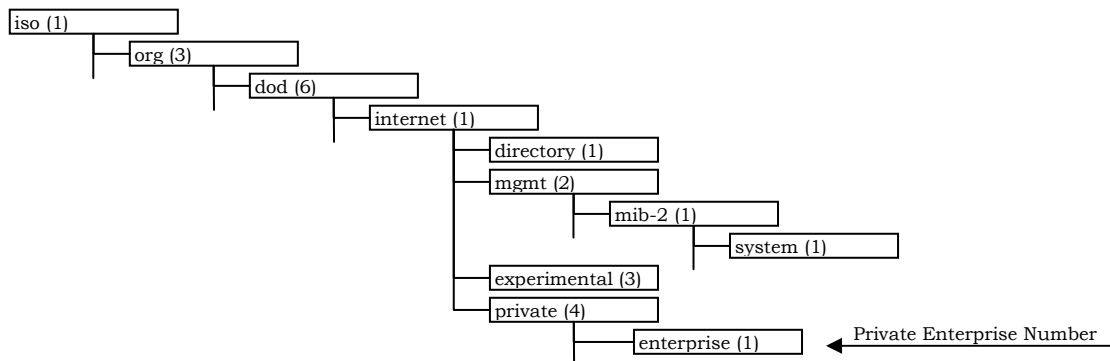 iso (1)
org (3)
dod (6)
internet (1)
directory (1)
mgmt (2)
mib-2 (1)
system (1)
experimental (3)
private (4)
enterprise (1)
Private Enterprise Number